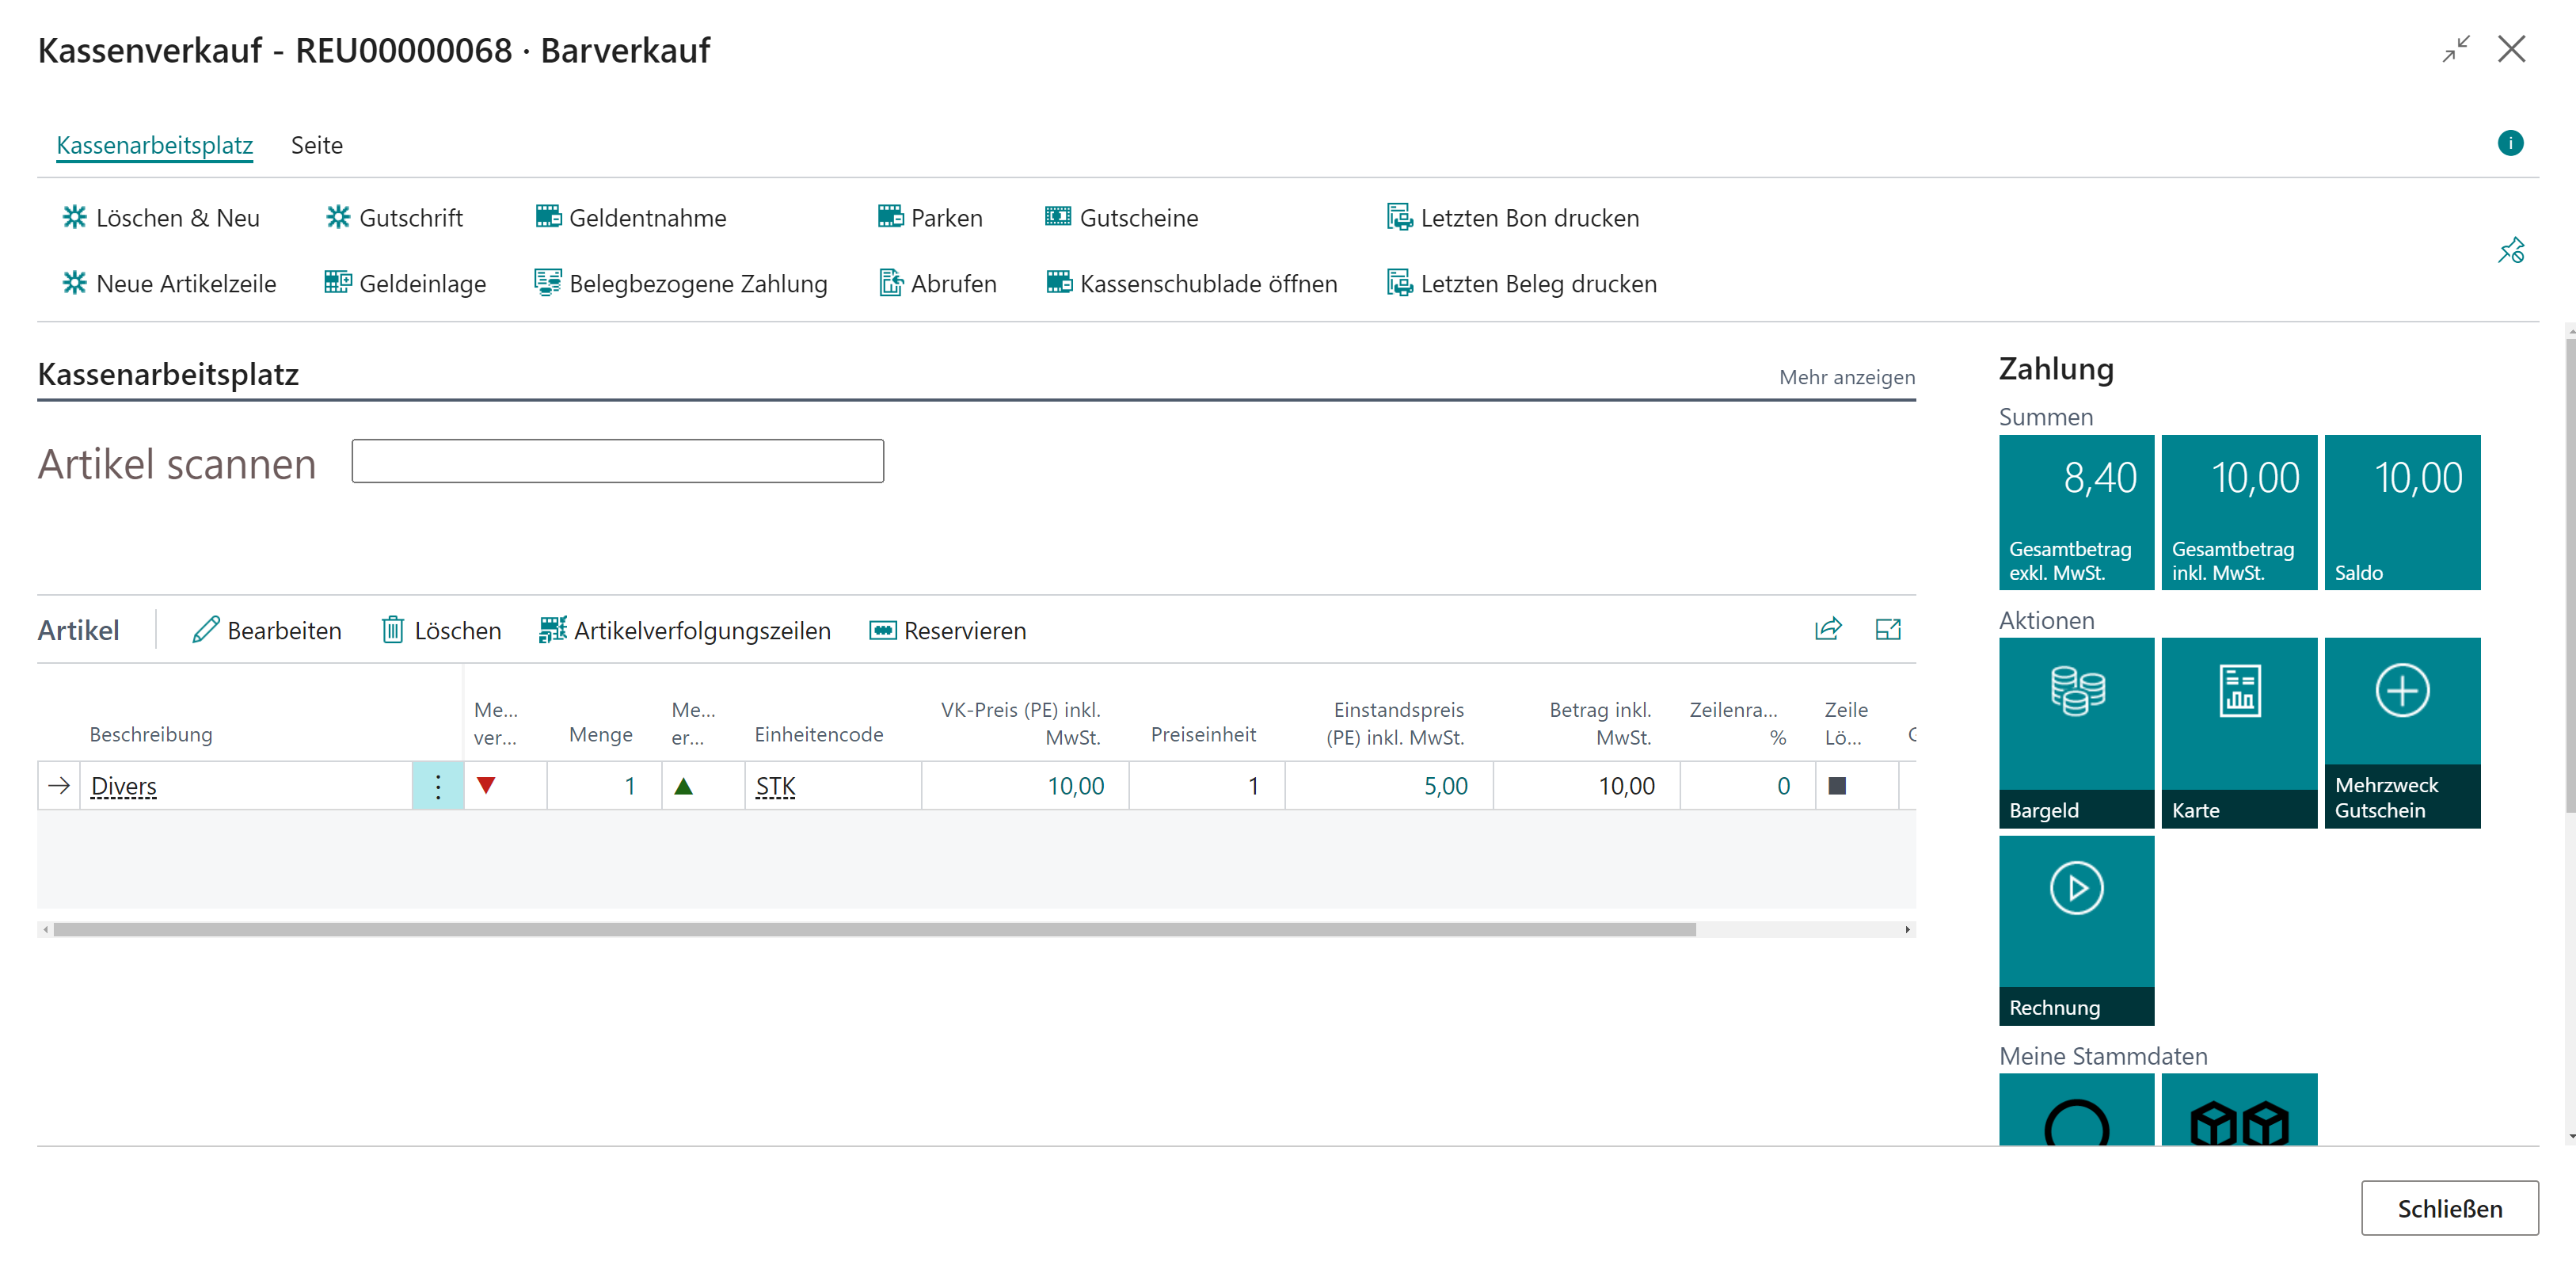 Kassenverkauf - REU00000068 · Barverkauf
Kassenarbeitsplatz Seite
Löschen & Neu Gutschrift Geldentnahme Parken Gutscheine Letzten Bon drucken
Neue Artikelzeile Geldeinlage Belegbezogene Zahlung Abrufen Kassenschublade öffnen Letzten Beleg drucken
Kassenarbeitsplatz Mehr anzeigen
Artikel scannen
Artikel Bearbeiten Löschen Artikelverfolgungszeilen Reservieren
Beschreibung Me... ver... Menge Me... er... Einheitencode VK-Preis (PE) inkl. MwSt. Preiseinheit Einstandspreis (PE) inkl. MwSt. Betrag inkl. MwSt. Zeilenra... % Zeile Lö...
Divers 1 STK 10,00 1 5,00 10,00 0
Zahlung
Summen
8,40 10,00 10,00
Gesamtbetrag exkl. MwSt. Gesamtbetrag inkl. MwSt. Saldo
Aktionen
Bargeld Karte Mehrzweck Gutschein
Rechnung
Meine Stammdaten
Schließen